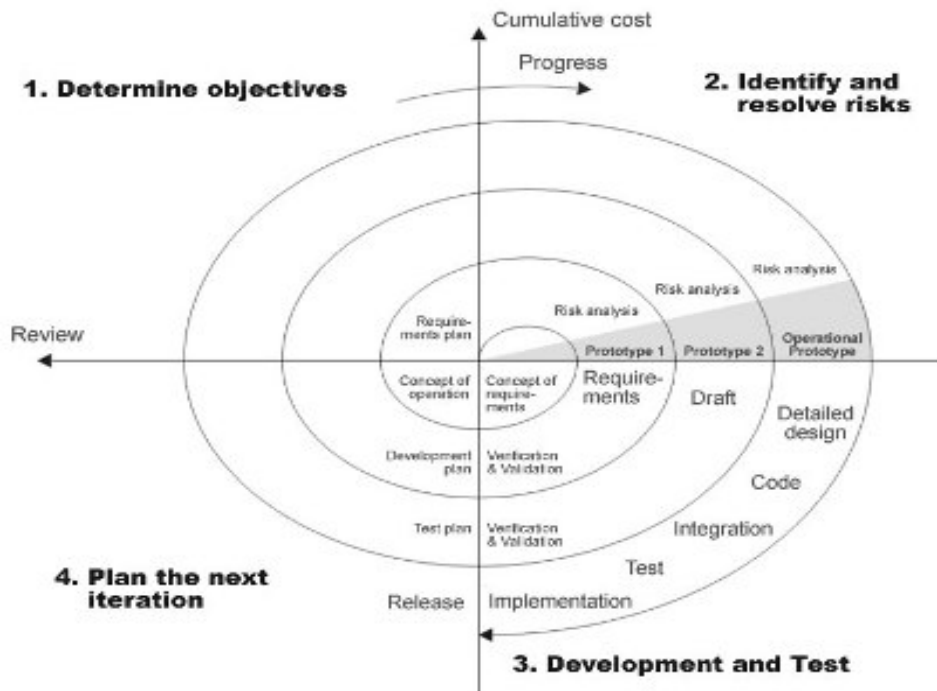 Cumulative cost
Progress
1. Determine objectives
2. Identify and
resolve risks
Risk analysis
Risk analysis
Risk analysis
Require-
ments plan
Review
Prototype 1
Prototype 2
Operational
Prototype
Concept of
operation
Concept of
require-
ments
Require-
ments
Draft
Detailed
design
Development
plan
Verification
& Validation
Code
Test plan
Verification
& Validation
Integration
Test
4. Plan the next
iteration
Release
Implementation
3. Development and Test